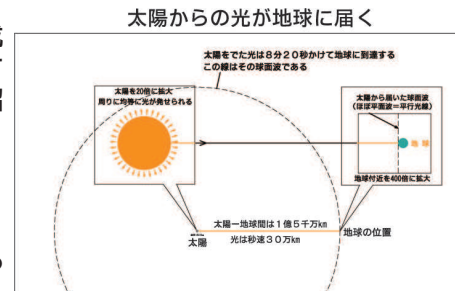 太陽からの光が地球に届く
太陽をでた光は8分20秒かけて地球に到達する
この線はその球面波である
太陽を20倍に拡大
周りに均等に光が発せられる
太陽から届いた球面波
(ほぼ平面波=平行光線)
地球
地球付近を400倍に拡大
太陽ー地球間は1億5千万km
光は秒速30万km
太陽
地球の位置